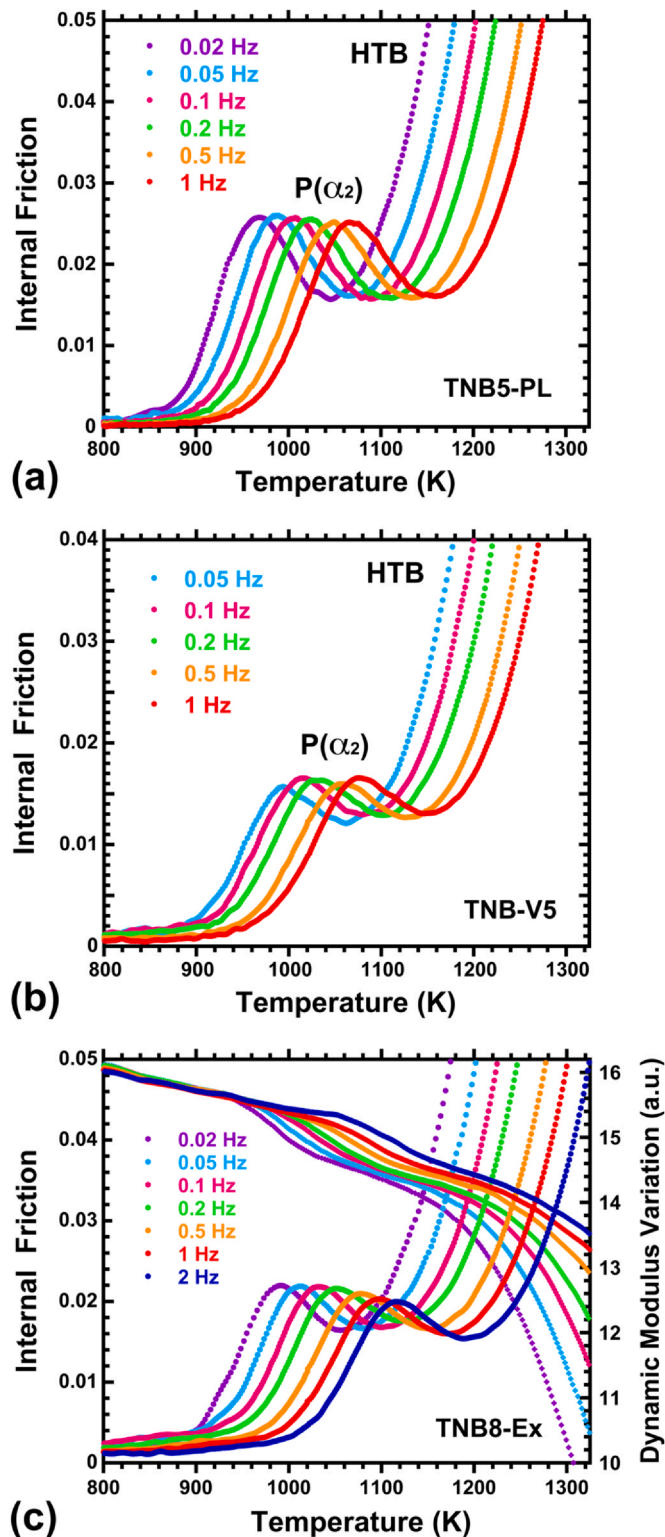 0.05
0.04
0.03
0.02
0.01
0
Internal Friction
0.02 Hz
0.05 Hz
0.1 Hz
0.2 Hz
0.5 Hz
1 Hz
HTB
P(α₂)
TNB5-PL
800 900 1000 1100 1200 1300
(a) Temperature (K)
0.04
0.03
0.02
0.01
0
Internal Friction
0.05 Hz
0.1 Hz
0.2 Hz
0.5 Hz
1 Hz
HTB
P(α₂)
TNB-V5
800 900 1000 1100 1200 1300
(b) Temperature (K)
0.05
0.04
0.03
0.02
0.01
0
Internal Friction
0.02 Hz
0.05 Hz
0.1 Hz
0.2 Hz
0.5 Hz
1 Hz
2 Hz
TNB8-Ex
16
15
14
13
12
11
10
Dynamic Modulus Variation (a.u.)
800 900 1000 1100 1200 1300
(c) Temperature (K)